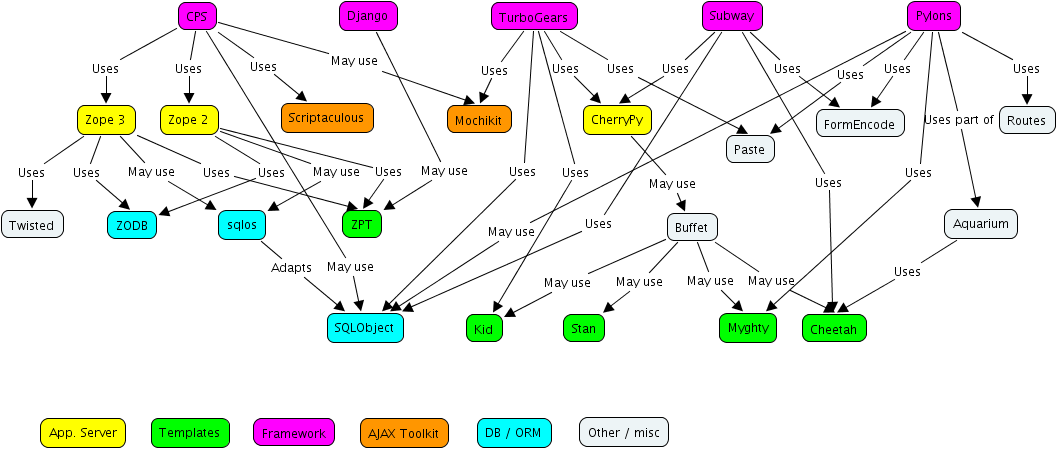 CPS
Django
TurboGears
Subway
Pylons
May use
Uses
Uses
Uses
Uses
Uses
Uses
Uses
Uses
Uses
Uses
Uses
Zope 3
Zope 2
Scriptaculous
Mochikit
CherryPy
FormEncode
Uses part of
Routes
Paste
Uses
Uses
May use
Uses
Uses
May use
Uses
May use
Uses
Uses
May use
Uses
Uses
Twisted
ZODB
sqlos
ZPT
Buffet
Aquarium
May use
Uses
Adapts
May use
May use
May use
May use
May use
Uses
SQLObject
Kid
Stan
Myghty
Cheetah
App. Server
Templates
Framework
AJAX Toolkit
DB / ORM
Other / misc